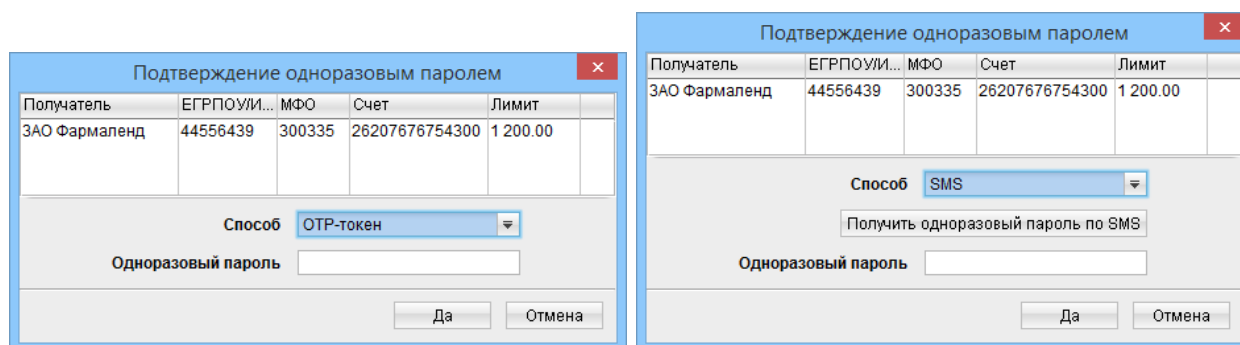 Подтверждение одноразовым паролем
Получатель ЕГРПОУ/И... МФО Счет Лимит
ЗАО Фармаленд 44556439 300335 26207676754300 1 200.00
Способ OTP-токен
Одноразовый пароль
Да Отмена
Подтверждение одноразовым паролем
Получатель ЕГРПОУ/И... МФО Счет Лимит
ЗАО Фармаленд 44556439 300335 26207676754300 1 200.00
Способ SMS
Получить одноразовый пароль по SMS
Одноразовый пароль
Да Отмена